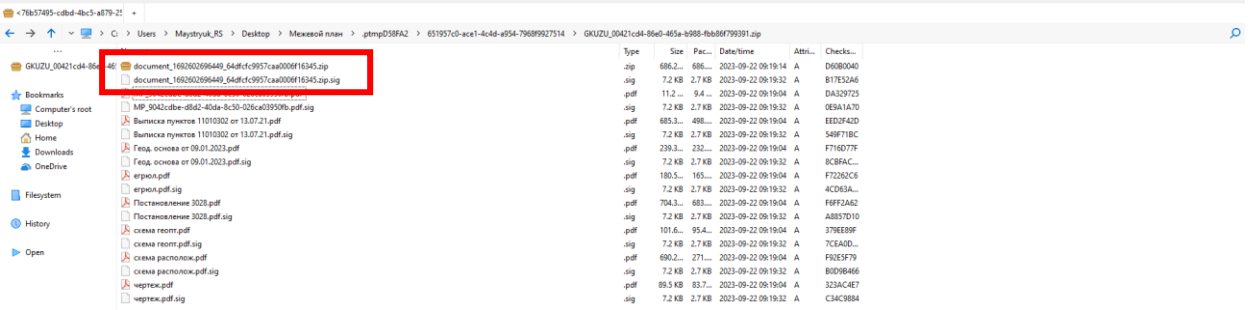 <76b57495-cdbd-4bc5-a879-25 +
C: > Users > Maystryuk_RS > Desktop > Межевой план > .ptmpD58FA2 > 651957c0-ace1-4c4d-a954-7968f9927514 > GKUZU_00421cd4-86e0-465a-b988-fbb86f799391.zip
... Type Size Pac... Date/time Attri... Checks...
GKUZU_00421cd4-86e0-465 document_1692602696449_64dfcfc9957caa0006f16345.zip .zip 686.2... 686.... 2023-09-22 09:19:14 A D60B0040
document_1692602696449_64dfcfc9957caa0006f16345.zip.sig .sig 7.2 KB 2.7 KB 2023-09-22 09:19:32 A B17E52A6
Bookmarks .pdf 11.2 ... 9.4 ... 2023-09-22 09:19:04 A DA329725
Computer's root MP_9042cdbe-d8d2-40da-8c50-026ca03950fb.pdf.sig .sig 7.2 KB 2.7 KB 2023-09-22 09:19:32 A 0E9A1A70
Desktop Выписка пунктов 11010302 от 13.07.21.pdf .pdf 685.3... 498.... 2023-09-22 09:19:04 A EED2F42D
Home Выписка пунктов 11010302 от 13.07.21.pdf.sig .sig 7.2 KB 2.7 KB 2023-09-22 09:19:32 A 549F71BC
Downloads Геод. основа от 09.01.2023.pdf .pdf 239.3... 232.... 2023-09-22 09:19:04 A F716D77F
OneDrive Геод. основа от 09.01.2023.pdf.sig .sig 7.2 KB 2.7 KB 2023-09-22 09:19:32 A 8CBFAC...
егрюл.pdf .pdf 180.5... 165.... 2023-09-22 09:19:04 A F72262C6
Filesystem егрюл.pdf.sig .sig 7.2 KB 2.7 KB 2023-09-22 09:19:32 A 4CD63A...
Постановление 3028.pdf .pdf 704.3... 683.... 2023-09-22 09:19:04 A F6FF2A62
History Постановление 3028.pdf.sig .sig 7.2 KB 2.7 KB 2023-09-22 09:19:32 A A8857D10
схема геопт.pdf .pdf 101.6... 95.4... 2023-09-22 09:19:04 A 379EE89F
Open схема геопт.pdf.sig .sig 7.2 KB 2.7 KB 2023-09-22 09:19:32 A 7CEA0D...
схема располож.pdf .pdf 690.2... 271.... 2023-09-22 09:19:04 A F92E5F79
схема располож.pdf.sig .sig 7.2 KB 2.7 KB 2023-09-22 09:19:32 A B0D9B466
чертеж.pdf .pdf 89.5 KB 83.7... 2023-09-22 09:19:04 A 323AC4E7
чертеж.pdf.sig .sig 7.2 KB 2.7 KB 2023-09-22 09:19:32 A C34C9884